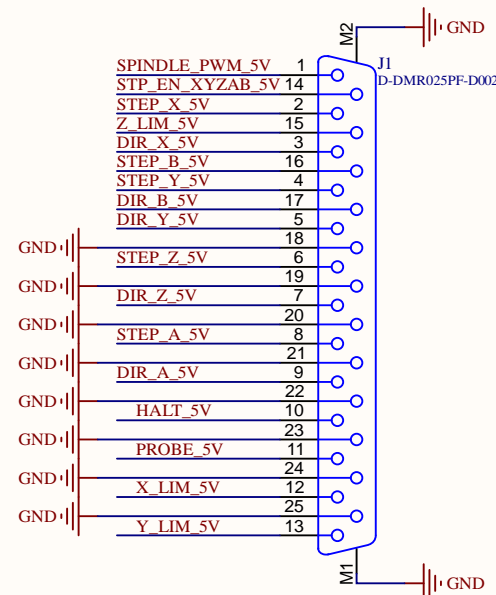 M2
GND
J1
D-DMR025PF-D002
SPINDLE_PWM_5V 1
STP_EN_XYZAB_5V 14
STEP_X_5V 2
Z_LIM_5V 15
DIR_X_5V 3
STEP_B_5V 16
STEP_Y_5V 4
DIR_B_5V 17
DIR_Y_5V 5
GND 18
STEP_Z_5V 6
GND 19
DIR_Z_5V 7
GND 20
STEP_A_5V 8
GND 21
DIR_A_5V 9
GND 22
HALT_5V 10
GND 23
PROBE_5V 11
GND 24
X_LIM_5V 12
GND 25
Y_LIM_5V 13
M1
GND